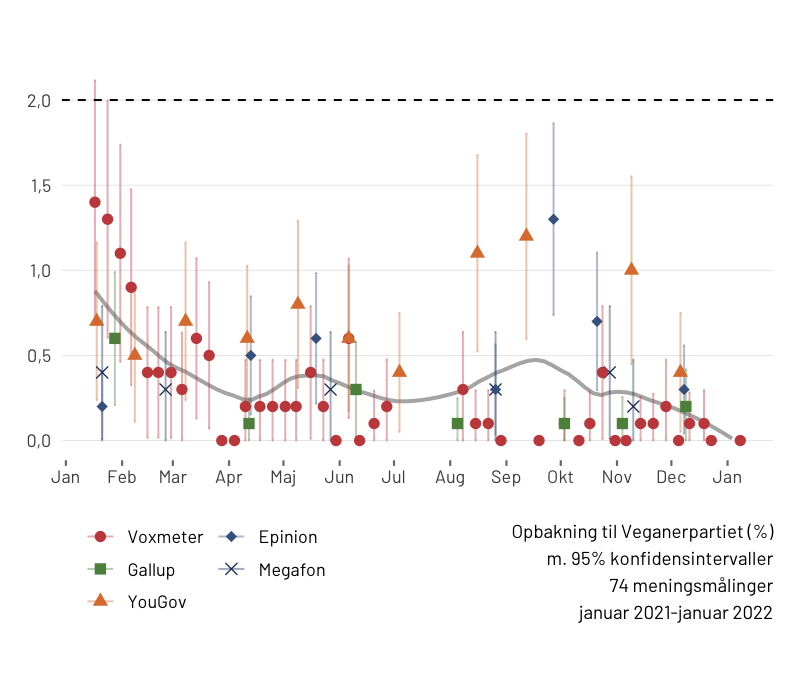 2,0
1,5
1,0
0,5
0,0
Jan Feb Mar Apr Maj Jun Jul Aug Sep Okt Nov Dec Jan
Voxmeter Epinion
Gallup Megafon
YouGov
Opbakning til Veganerpartiet (%)
m. 95% konfidensintervaller
74 meningsmålinger
januar 2021-januar 2022